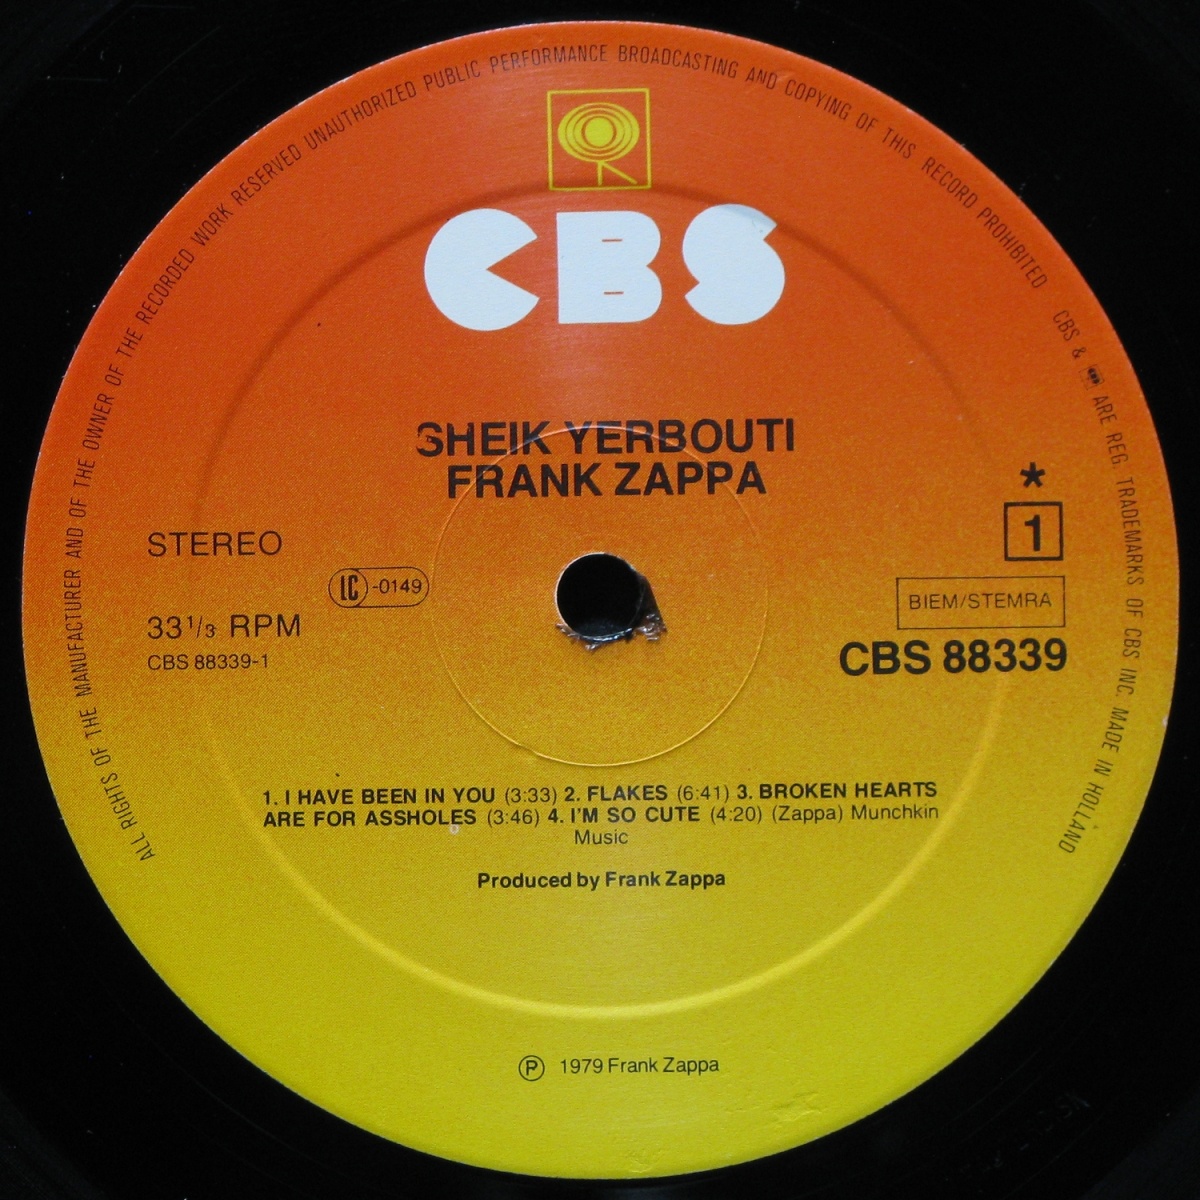 ALL RIGHTS OF THE MANUFACTURER AND OF THE OWNER OF THE RECORDED WORK RESERVED UNAUTHORIZED PUBLIC PERFORMANCE BROADCASTING AND COPYING OF THIS RECORD PROHIBITED
CBS & ARE REG. TRADEMARKS OF CBS INC. MADE IN HOLLAND
CBS
SHEIK YERBOUTI
FRANK ZAPPA
*
1
STEREO
LC -0149
BIEM/STEMRA
33 1/3 RPM
CBS 88339-1
CBS 88339
1. I HAVE BEEN IN YOU (3:33) 2. FLAKES (6:41) 3. BROKEN HEARTS
ARE FOR ASSHOLES (3:46) 4. I'M SO CUTE (4:20) (Zappa) Munchkin
Music
Produced by Frank Zappa
Ⓟ 1979 Frank Zappa